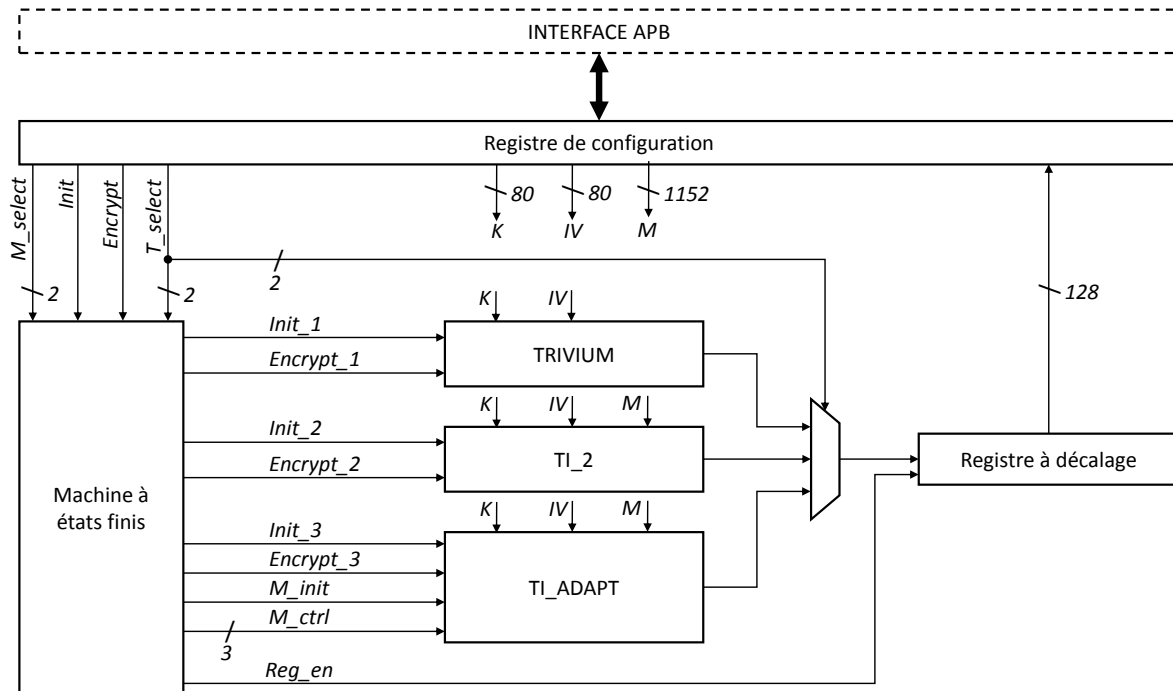 INTERFACE APB
Registre de configuration
M_select
Init
Encrypt
T_select
80
80
1152
K
IV
M
2
2
2
128
K
IV
Init_1
TRIVIUM
Encrypt_1
K
IV
M
Init_2
TI_2
Encrypt_2
Registre à décalage
Machine à
états finis
K
IV
M
Init_3
Encrypt_3
TI_ADAPT
M_init
M_ctrl
3
Reg_en